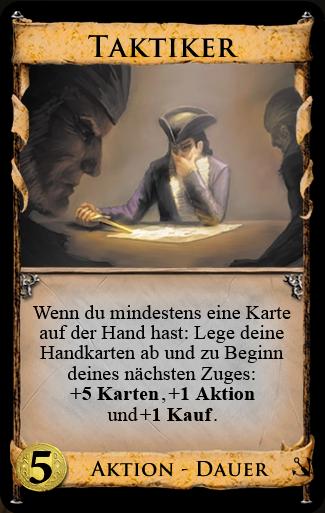 Taktiker
Wenn du mindestens eine Karte
auf der Hand hast: Lege deine
Handkarten ab und zu Beginn
deines nächsten Zuges:
+5 Karten, +1 Aktion
und +1 Kauf.
5
Aktion - Dauer